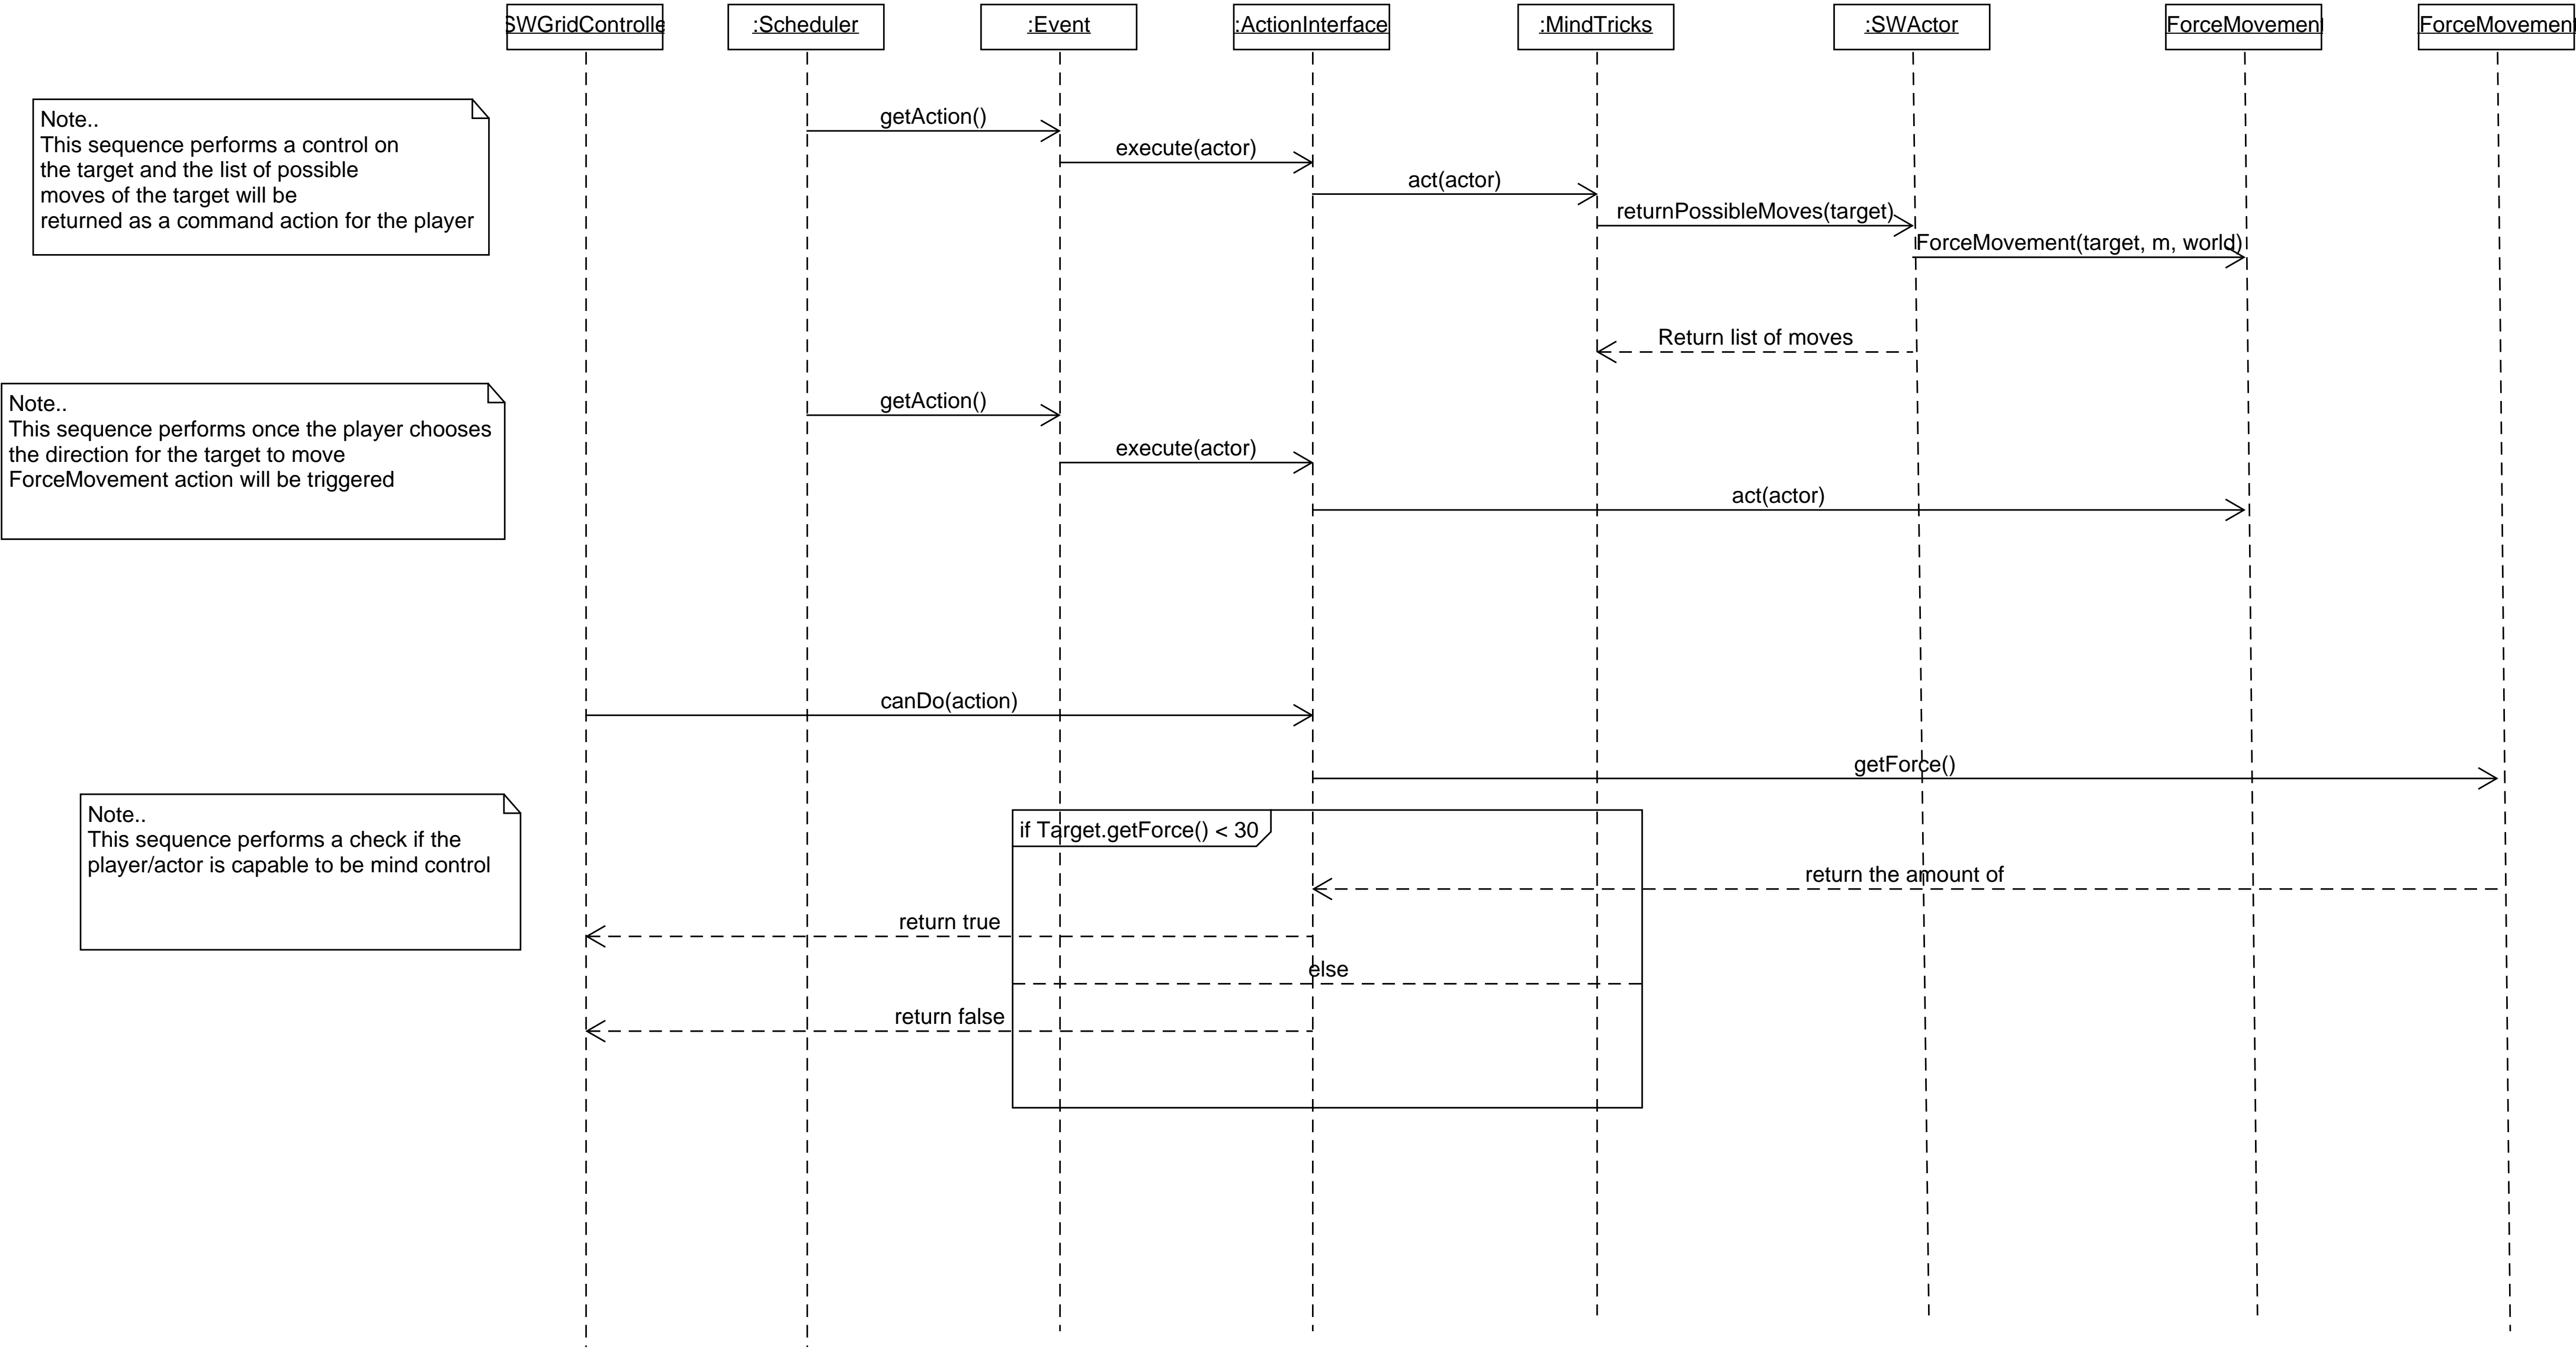 SWGridControlle
:Scheduler
:Event
:ActionInterface
:MindTricks
:SWActor
ForceMovement
ForceMovement
Note..
This sequence performs a control on
the target and the list of possible
moves of the target will be
returned as a command action for the player
getAction()
execute(actor)
act(actor)
returnPossibleMoves(target)
ForceMovement(target, m, world)
Return list of moves
Note..
This sequence performs once the player chooses
the direction for the target to move
ForceMovement action will be triggered
getAction()
execute(actor)
act(actor)
canDo(action)
getForce()
Note..
This sequence performs a check if the
player/actor is capable to be mind control
if Target.getForce() < 30
return the amount of
return true
else
return false